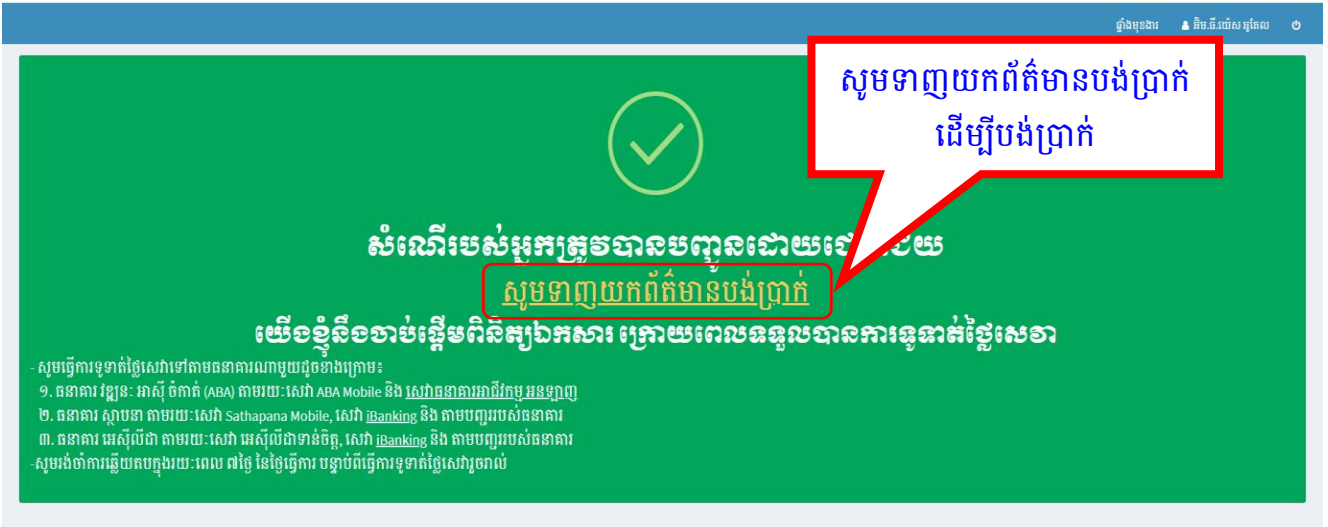 ផ្ទាំងមុខងារ អ៊ិម.ធី.យ៉េស អូតែល
សូមទាញយកព័ត៌មានបង់ប្រាក់
ដើម្បីបង់ប្រាក់
សំណើរបស់អ្នកត្រូវបានបញ្ជូនដោយ
សូមទាញយកព័ត៌មានបង់ប្រាក់
យើងខ្ញុំនឹងចាប់ផ្ដើមពិនិត្យឯកសារ ក្រោយពេលទទួលបានការទូទាត់ថ្លៃសេវា
- សូមធ្វើការទូទាត់ថ្លៃសេវាទៅតាមធនាគារណាមួយដូចខាងក្រោម៖
១. ធនាគារ វឌ្ឍនៈ អាស៊ី ចំកាត់ (ABA) តាមរយៈសេវា ABA Mobile និង សេវាធនាគារអាជីវកម្ម អនឡាញ
២. ធនាគារ ស្ថាបនា តាមរយៈសេវា Sathapana Mobile, សេវា iBanking និង តាមបញ្ជររបស់ធនាគារ
៣. ធនាគារ អេស៊ីលីដា តាមរយៈសេវា អេស៊ីលីដាទាន់ចិត្ត, សេវា iBanking និង តាមបញ្ជររបស់ធនាគារ
-សូមរង់ចាំការឆ្លើយតបក្នុងរយៈពេល ៧ថ្ងៃ នៃថ្ងៃធ្វើការ បន្ទាប់ពីធ្វើការទូទាត់ថ្លៃសេវារួចរាល់